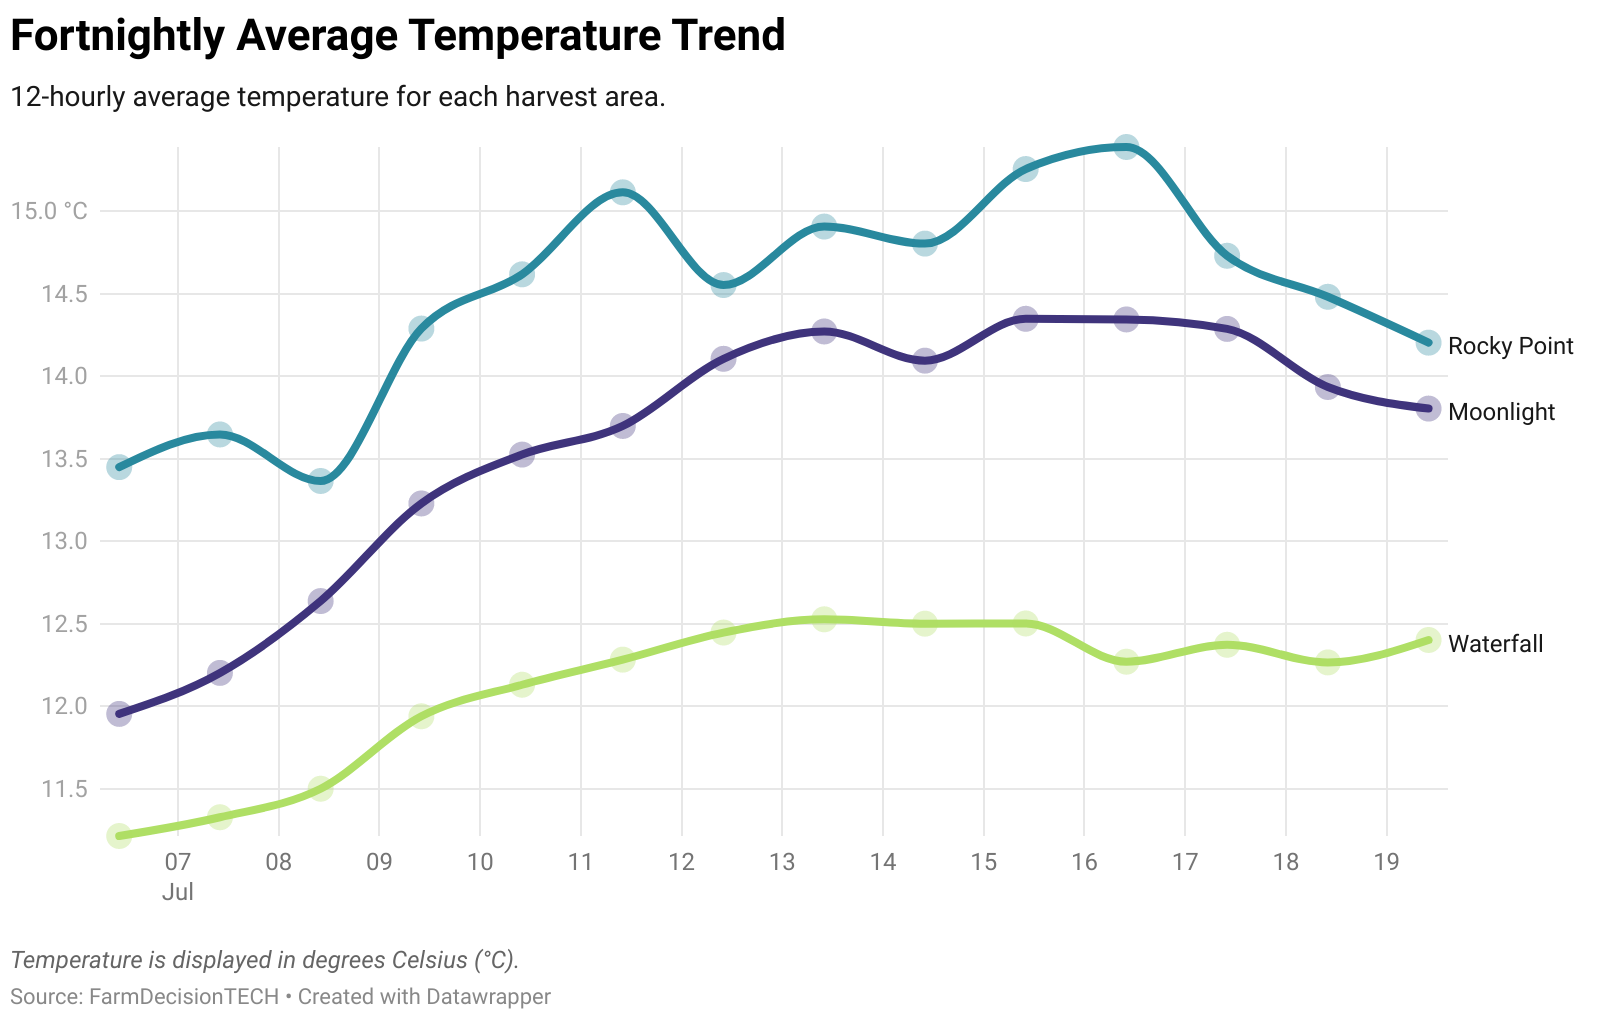 Fortnightly Average Temperature Trend
12-hourly average temperature for each harvest area.
15.0 °C
14.5
14.0
13.5
13.0
12.5
12.0
11.5
Rocky Point
Moonlight
Waterfall
07 08 09 10 11 12 13 14 15 16 17 18 19
Jul
Temperature is displayed in degrees Celsius (°C).
Source: FarmDecisionTECH • Created with Datawrapper